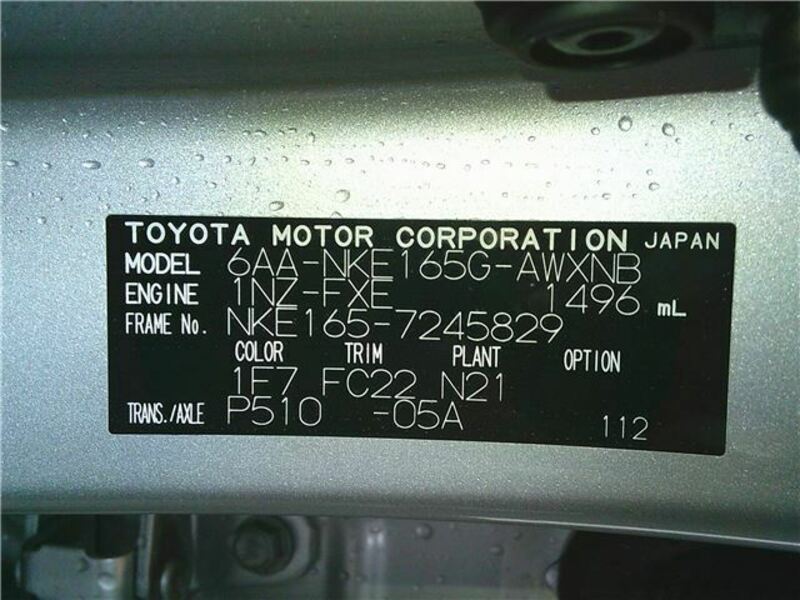 TOYOTA MOTOR CORPORATION JAPAN
MODEL 6AA-NKE165G-AWXNB
ENGINE 1NZ-FXE 1496 mL
FRAME No. NKE165-7245829
COLOR TRIM PLANT OPTION
1F7 FC22 N21
TRANS./AXLE P510 -05A 112